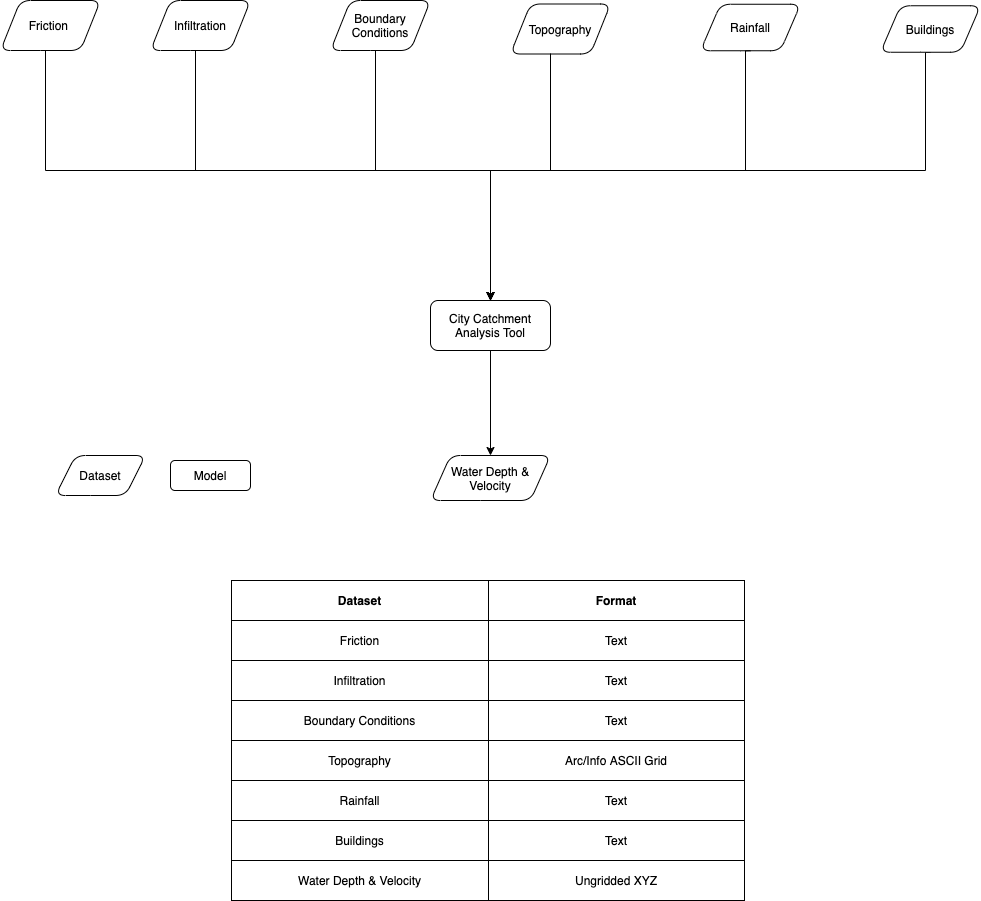 Friction
Infiltration
Boundary
Conditions
Topography
Rainfall
Buildings
City Catchment
Analysis Tool
Dataset
Model
Water Depth &
Velocity
Dataset Format
Friction Text
Infiltration Text
Boundary Conditions Text
Topography Arc/Info ASCII Grid
Rainfall Text
Buildings Text
Water Depth & Velocity Ungridded XYZ